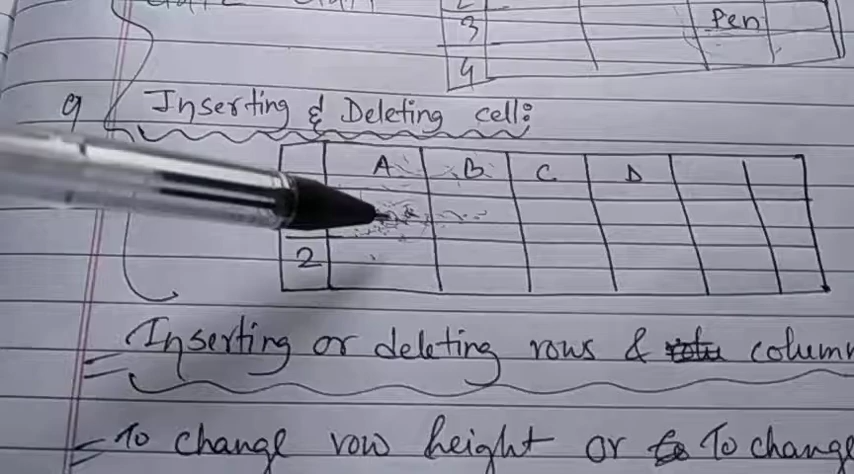 3 Pen
4
9 Inserting & Deleting cell:
A B C D
2
Inserting or deleting rows & column
To change row height or To change